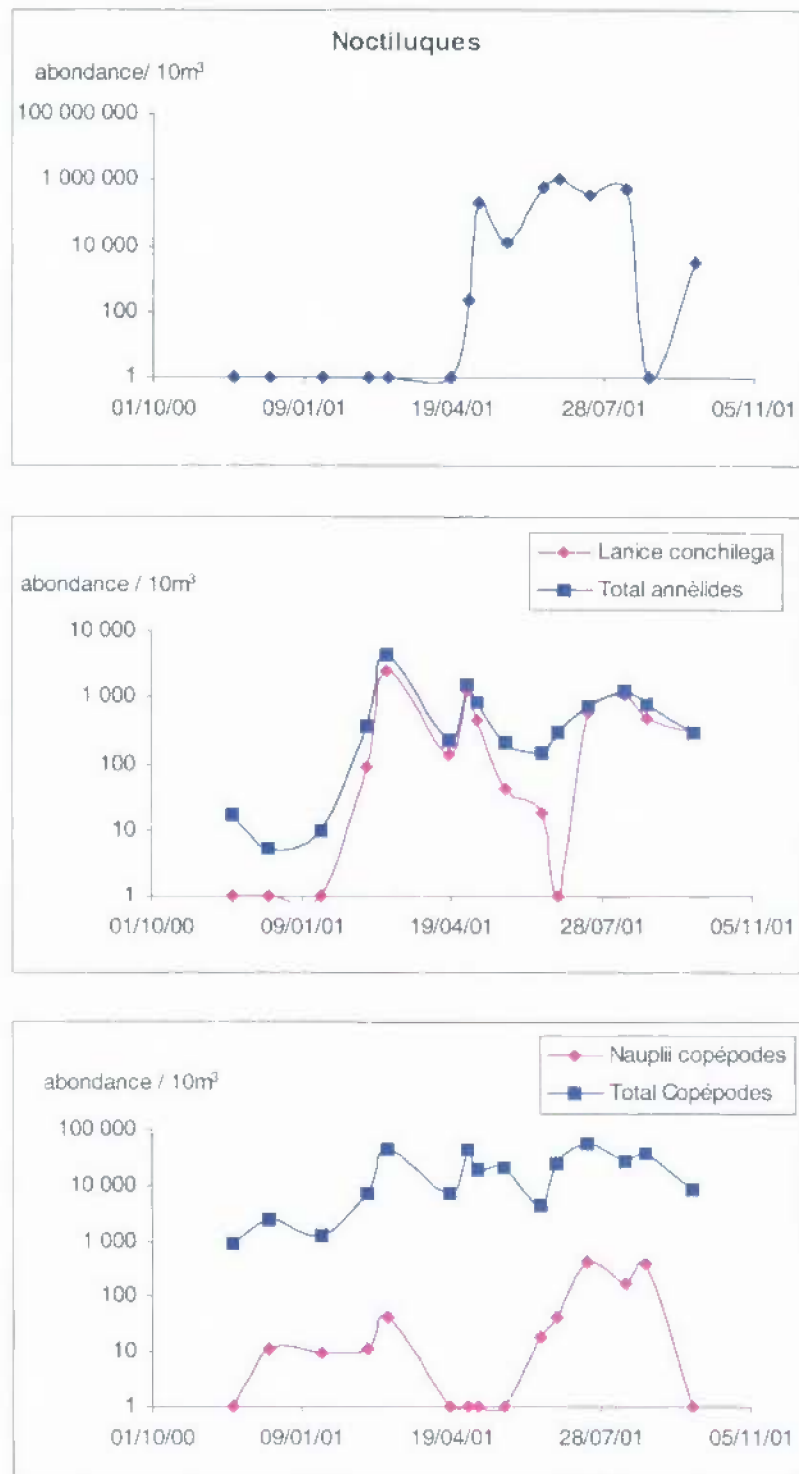 Noctiluques
abondance/ 10m³
100 000 000
1 000 000
10 000
100
1
01/10/00 09/01/01 19/04/01 28/07/01 05/11/01
Lanice conchilega
Total annèlides
abondance / 10m³
10 000
1 000
100
10
1
01/10/00 09/01/01 19/04/01 28/07/01 05/11/01
Nauplii copépodes
Total Copépodes
abondance / 10m³
100 000
10 000
1 000
100
10
1
01/10/00 09/01/01 19/04/01 28/07/01 05/11/01